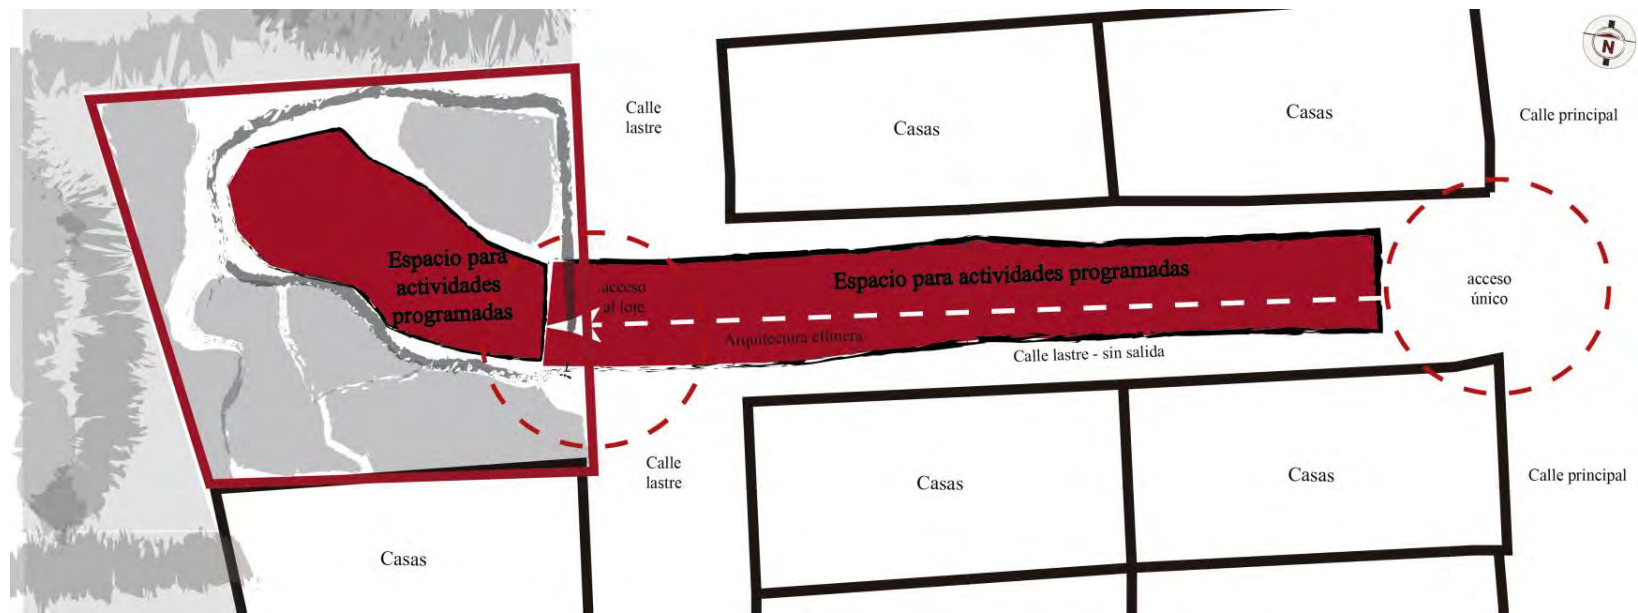 N
Calle
lastre
Casas
Casas
Calle principal
Espacio para
actividades
programadas
acceso
al lote
Espacio para actividades programadas
Arquitectura efímera
Calle lastre - sin salida
acceso
único
Calle
lastre
Casas
Casas
Calle principal
Casas